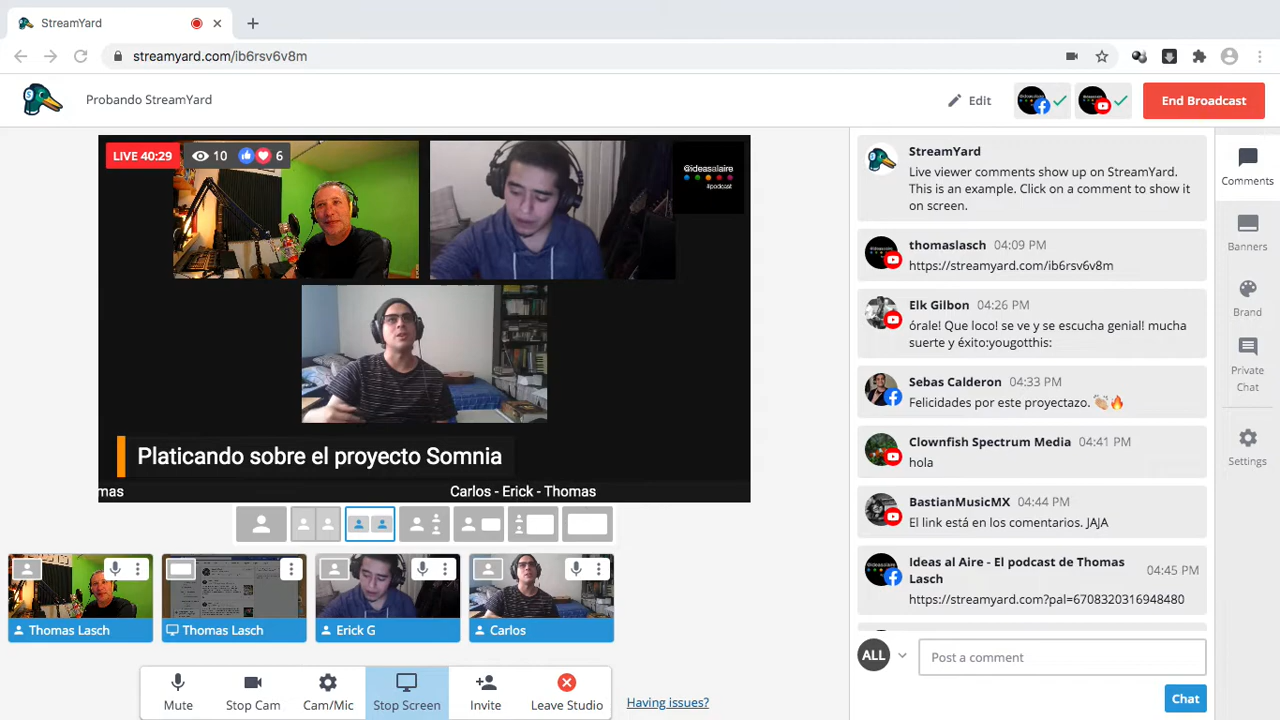 StreamYard
streamyard.com/ib6rsv6v8m
Probando StreamYard
Edit
End Broadcast
LIVE 40:29
10
6
@ideasalaire
#podcast
Platicando sobre el proyecto Somnia
mas
Carlos - Erick - Thomas
Thomas Lasch
Thomas Lasch
Erick G
Carlos
Mute
Stop Cam
Cam/Mic
Stop Screen
Invite
Leave Studio
Having issues?
StreamYard
Live viewer comments show up on StreamYard.
This is an example. Click on a comment to show it
on screen.
thomaslasch 04:09 PM
https://streamyard.com/ib6rsv6v8m
Elk Gilbon 04:26 PM
órale! Que loco! se ve y se escucha genial! mucha
suerte y éxito:yougotthis:
Sebas Calderon 04:33 PM
Felicidades por este proyectazo. 👏🏼🔥
Clownfish Spectrum Media 04:41 PM
hola
BastianMusicMX 04:44 PM
El link está en los comentarios. JAJA
Ideas al Aire - El podcast de Thomas
Lasch
04:45 PM
https://streamyard.com?pal=6708320316948480
ALL
Post a comment
Chat
Comments
Banners
Brand
Private
Chat
Settings